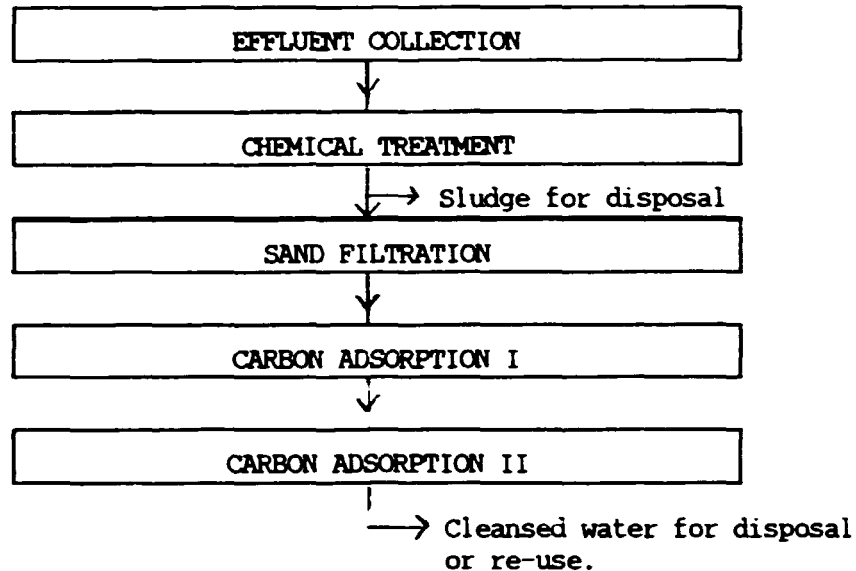 EFFLUENT COLLECTION
CHEMICAL TREATMENT
Sludge for disposal
SAND FILTRATION
CARBON ADSORPTION I
CARBON ADSORPTION II
Cleansed water for disposal
or re-use.